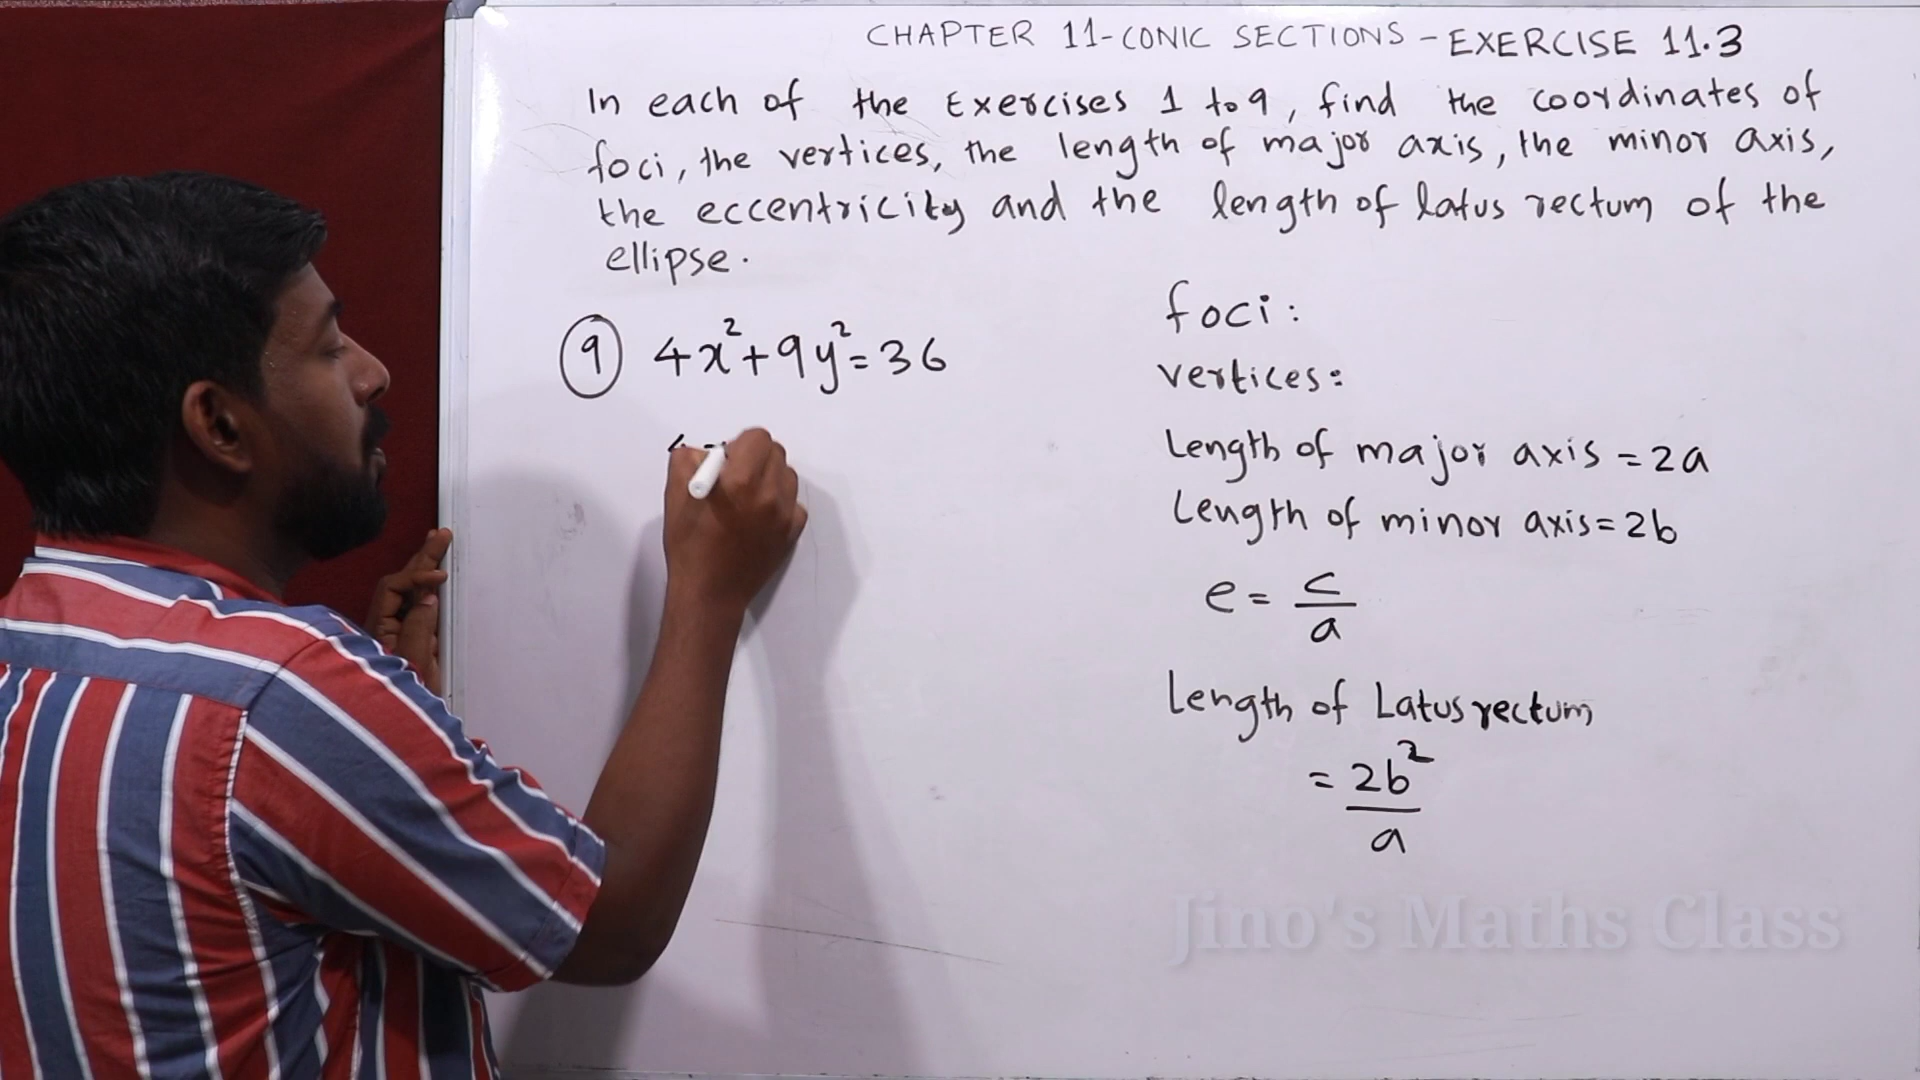 CHAPTER 11-CONIC SECTIONS - EXERCISE 11.3
In each of the Exercises 1 to 9, find the coordinates of
foci, the vertices, the length of major axis, the minor axis,
the eccentricity and the length of latus rectum of the
ellipse.
9 4x²+9y²=36
4
foci:
vertices:
Length of major axis = 2a
Length of minor axis = 2b
e = c/a
Length of Latus rectum
= 2b²/a
Jino's Maths Class